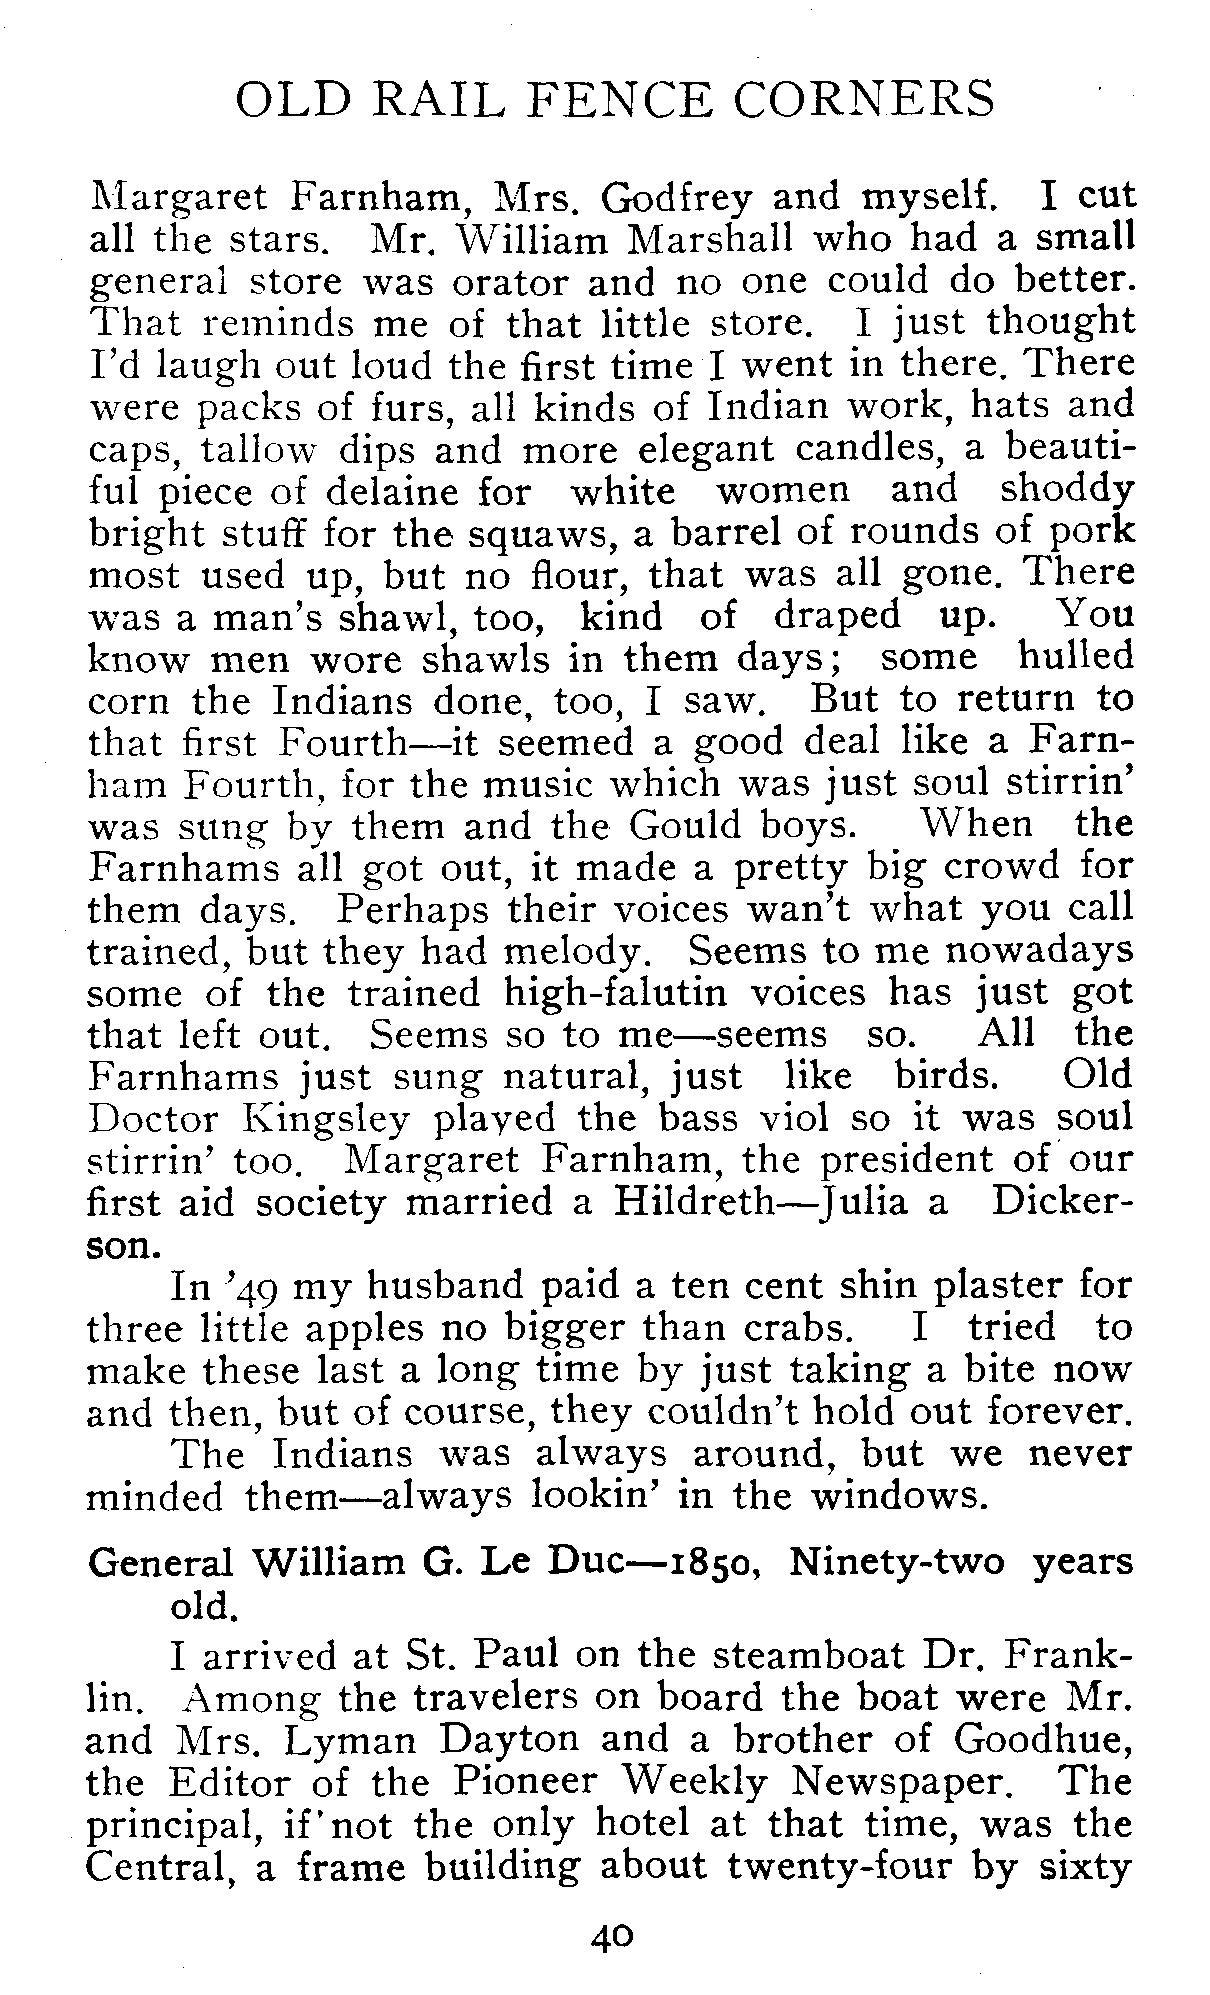 OLD RAIL FENCE CORNERS
Margaret Farnham, Mrs. Godfrey and myself. I cut
all the stars. Mr. William Marshall who had a small
general store was orator and no one could do better.
That reminds me of that little store. I just thought
I'd laugh out loud the first time I went in there. There
were packs of furs, all kinds of Indian work, hats and
caps, tallow dips and more elegant candles, a beauti-
ful piece of delaine for white women and shoddy
bright stuff for the squaws, a barrel of rounds of pork
most used up, but no flour, that was all gone. There
was a man's shawl, too, kind of draped up. You
know men wore shawls in them days; some hulled
corn the Indians done, too, I saw. But to return to
that first Fourth—it seemed a good deal like a Farn-
ham Fourth, for the music which was just soul stirrin'
was sung by them and the Gould boys. When the
Farnhams all got out, it made a pretty big crowd for
them days. Perhaps their voices wan't what you call
trained, but they had melody. Seems to me nowadays
some of the trained high-falutin voices has just got
that left out. Seems so to me—seems so. All the
Farnhams just sung natural, just like birds. Old
Doctor Kingsley played the bass viol so it was soul
stirrin' too. Margaret Farnham, the president of our
first aid society married a Hildreth—Julia a Dicker-
son.
In '49 my husband paid a ten cent shin plaster for
three little apples no bigger than crabs. I tried to
make these last a long time by just taking a bite now
and then, but of course, they couldn't hold out forever.
The Indians was always around, but we never
minded them—always lookin' in the windows.
General William G. Le Duc—1850, Ninety-two years
old.
I arrived at St. Paul on the steamboat Dr. Frank-
lin. Among the travelers on board the boat were Mr.
and Mrs. Lyman Dayton and a brother of Goodhue,
the Editor of the Pioneer Weekly Newspaper. The
principal, if not the only hotel at that time, was the
Central, a frame building about twenty-four by sixty
40